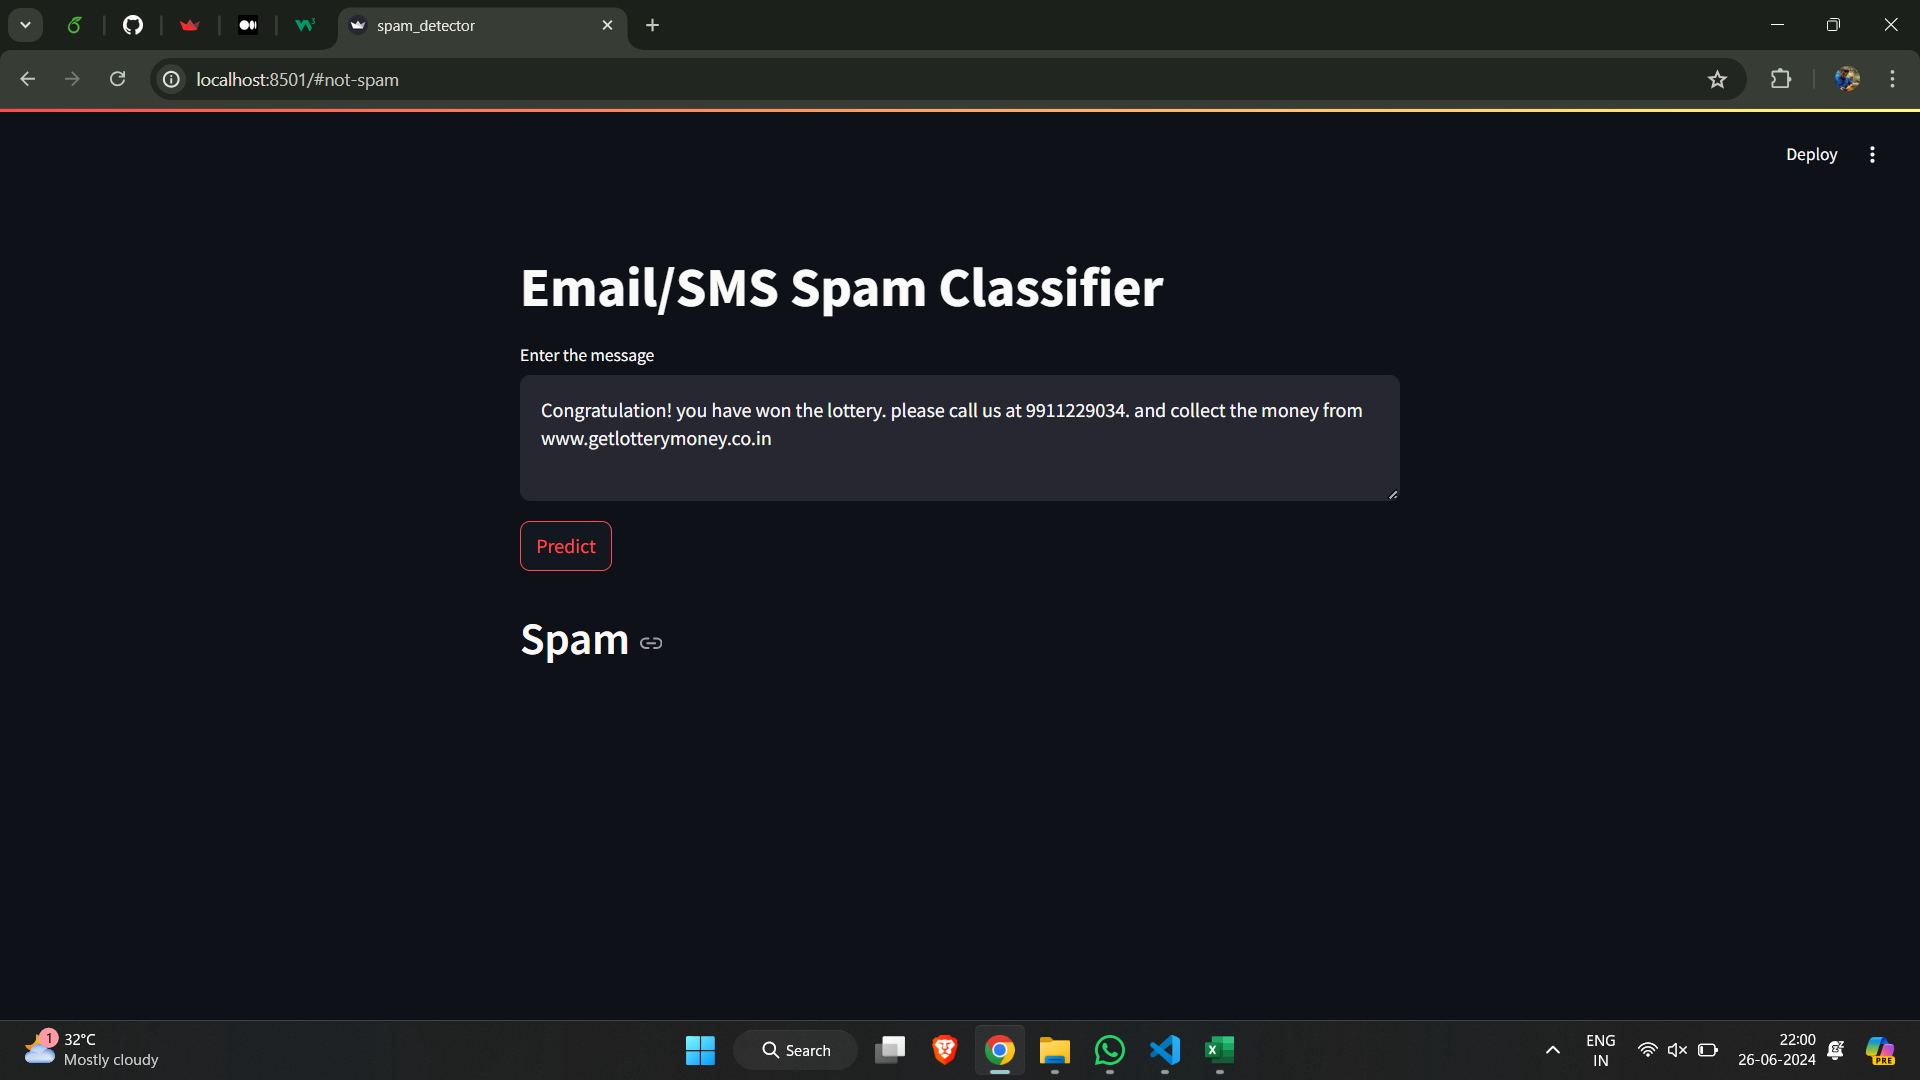 spam_detector
localhost:8501/#not-spam
Deploy
Email/SMS Spam Classifier
Enter the message
Congratulation! you have won the lottery. please call us at 9911229034. and collect the money from
www.getlotterymoney.co.in
Predict
Spam
1
32°C
Mostly cloudy
Search
ENG
IN
22:00
26-06-2024
PRE